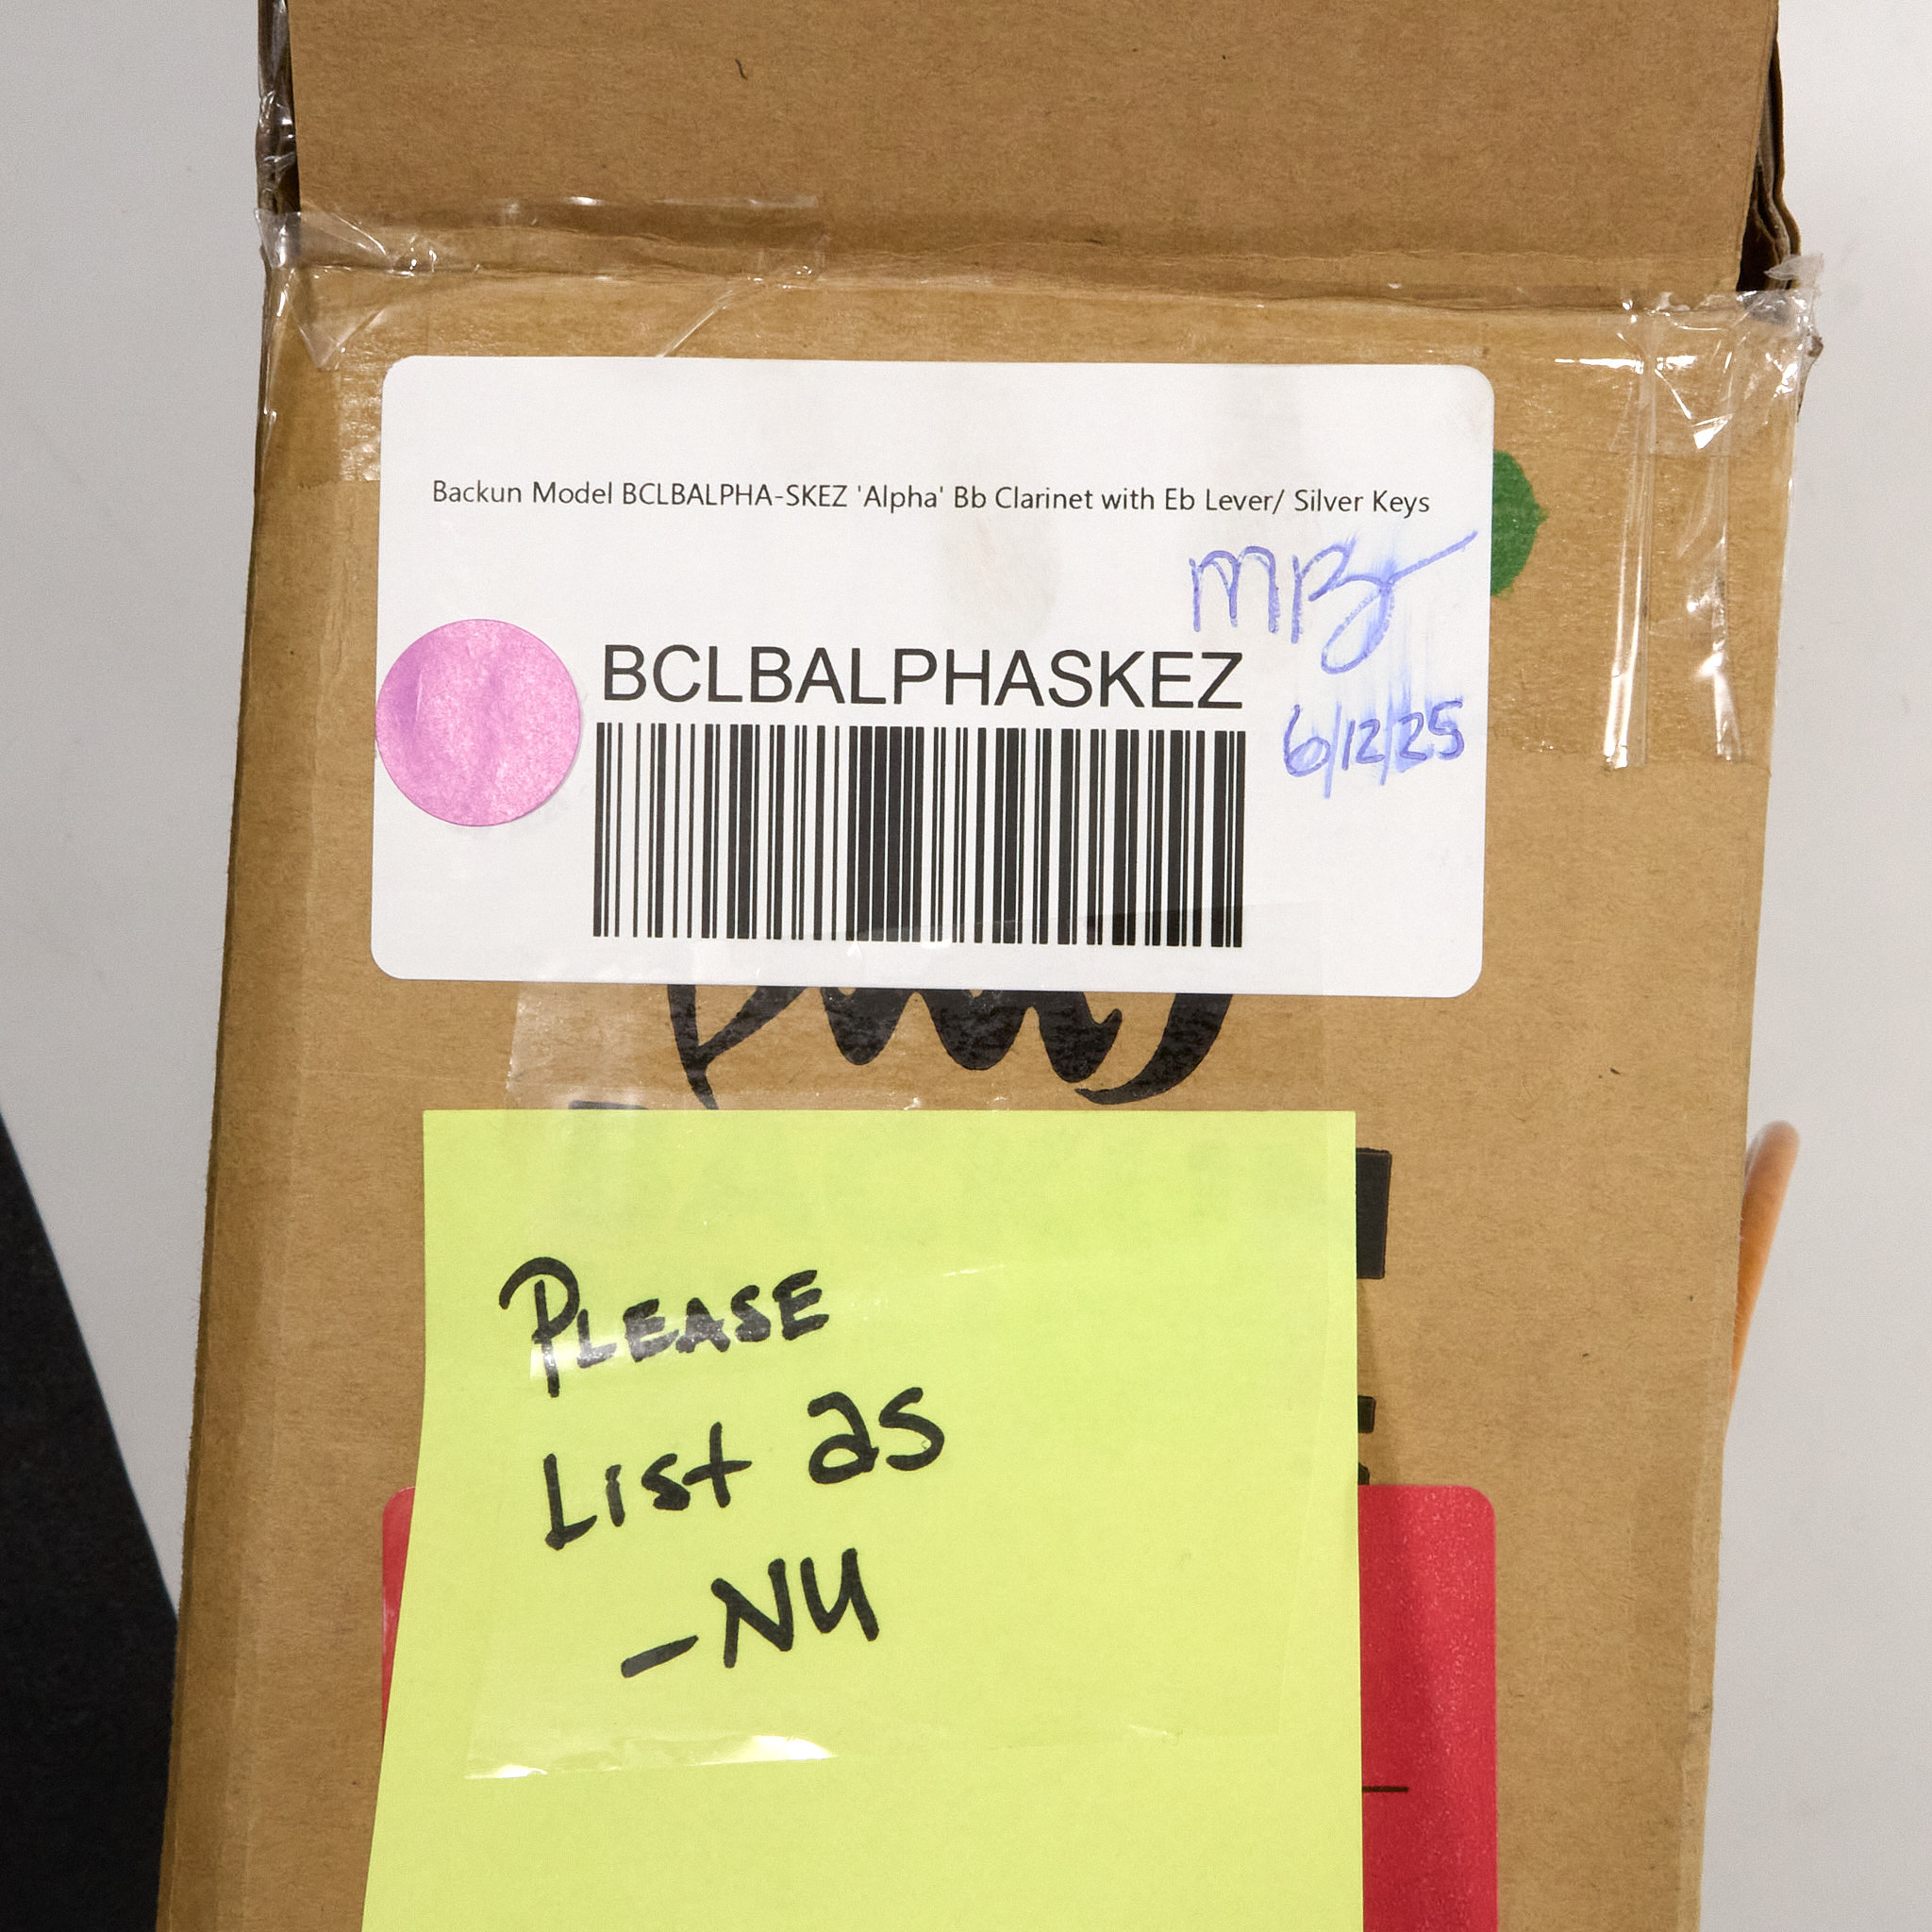 Backun Model BCLBALPHA-SKEZ 'Alpha' Bb Clarinet with Eb Lever/ Silver Keys
MB
BCLBALPHASKEZ
6/12/25
PLEASE
List as
-NU